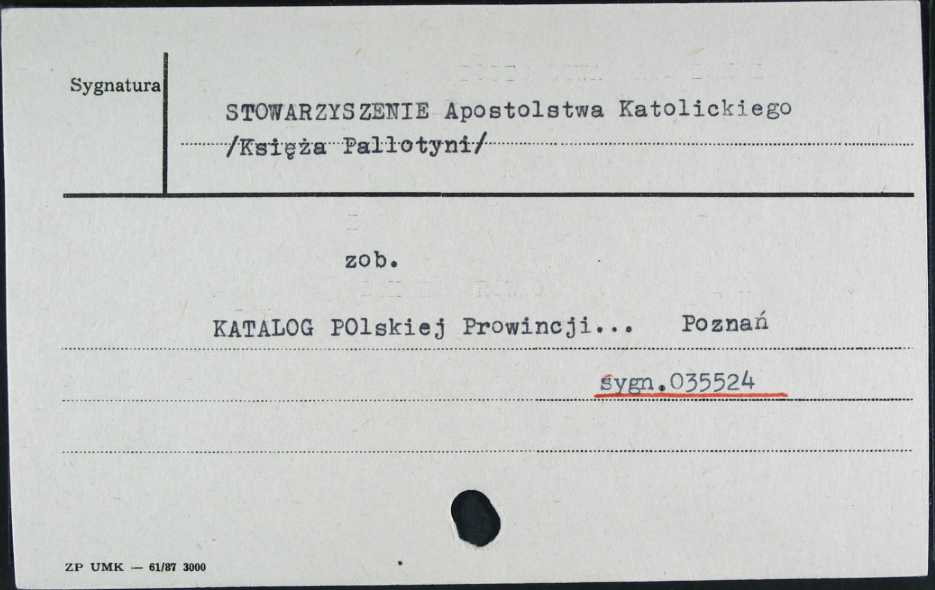 Sygnatura
STOWARZYSZENIE Apostolstwa Katolickiego
/Księża Pallotyni/
zob.
KATALOG POlskiej Prowincji... Poznań
sygn.035524
ZP UMK — 61/87 3000